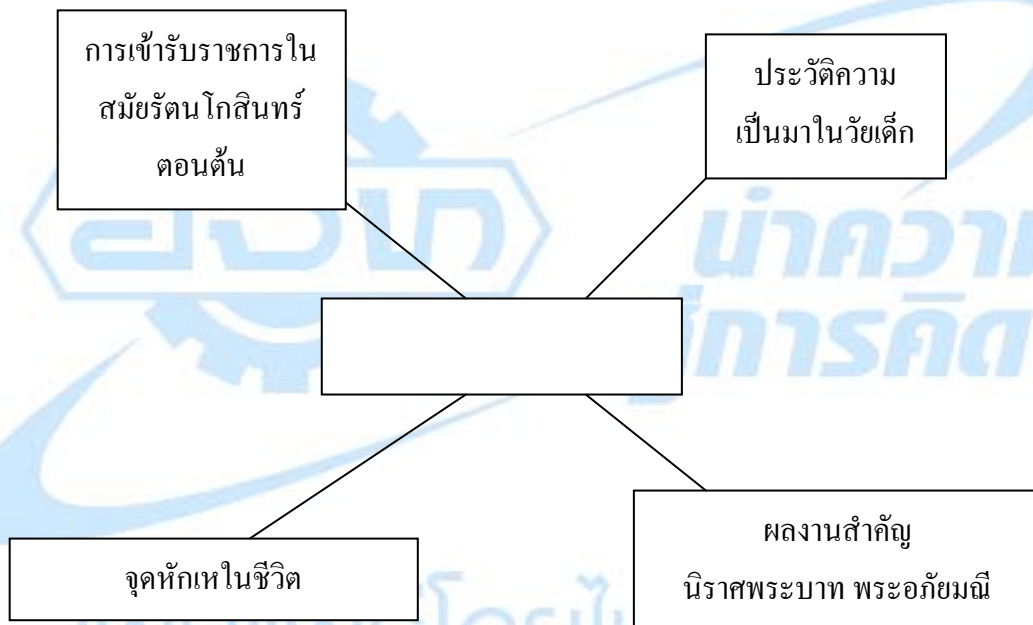 การเข้ารับราชการใน
สมัยรัตนโกสินทร์
ตอนต้น
ประวัติความ
เป็นมาในวัยเด็ก
สสวท
จุดหักเหในชีวิต
ผลงานสำคัญ
นิราศพระบาท พระอภัยมณี